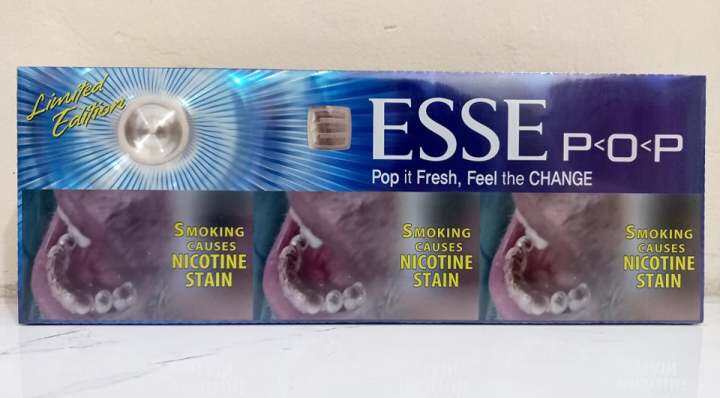 Limited
Edition
ESSE P<O<P
Pop it Fresh, Feel the CHANGE
SMOKING
CAUSES
NICOTINE
STAIN
SMOKING
CAUSES
NICOTINE
STAIN
SMOKING
CAUSES
NICOTINE
STAIN